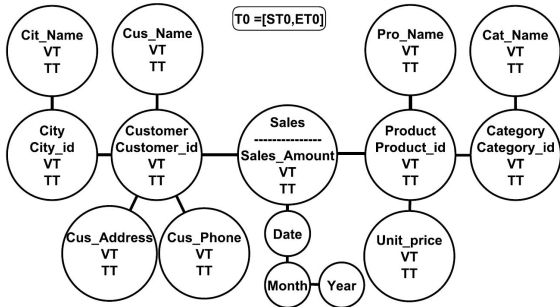 T0 =[ST0,ET0]
Cit_Name
VT
TT
Cus_Name
VT
TT
Pro_Name
VT
TT
Cat_Name
VT
TT
City
City_id
VT
TT
Customer
Customer_id
VT
TT
Sales
---------------
Sales_Amount
VT
TT
Product
Product_id
VT
TT
Category
Category_id
VT
TT
Cus_Address
VT
TT
Cus_Phone
VT
TT
Date
Month
Year
Unit_price
VT
TT